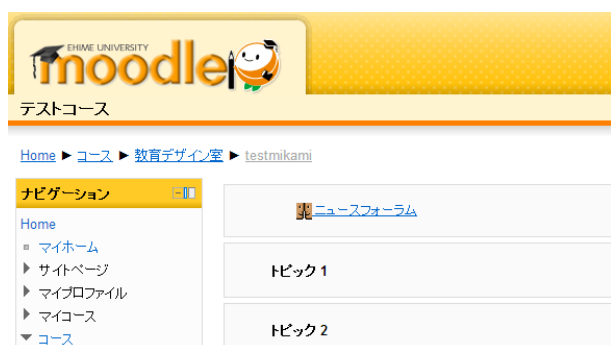 EHIME UNIVERSITY
moodle
テストコース
Home ► コース ► 教育デザイン室 ► testmikami
ナビゲーション
Home
マイホーム
サイトページ
マイプロファイル
マイコース
コース
ニュースフォーラム
トピック 1
トピック 2